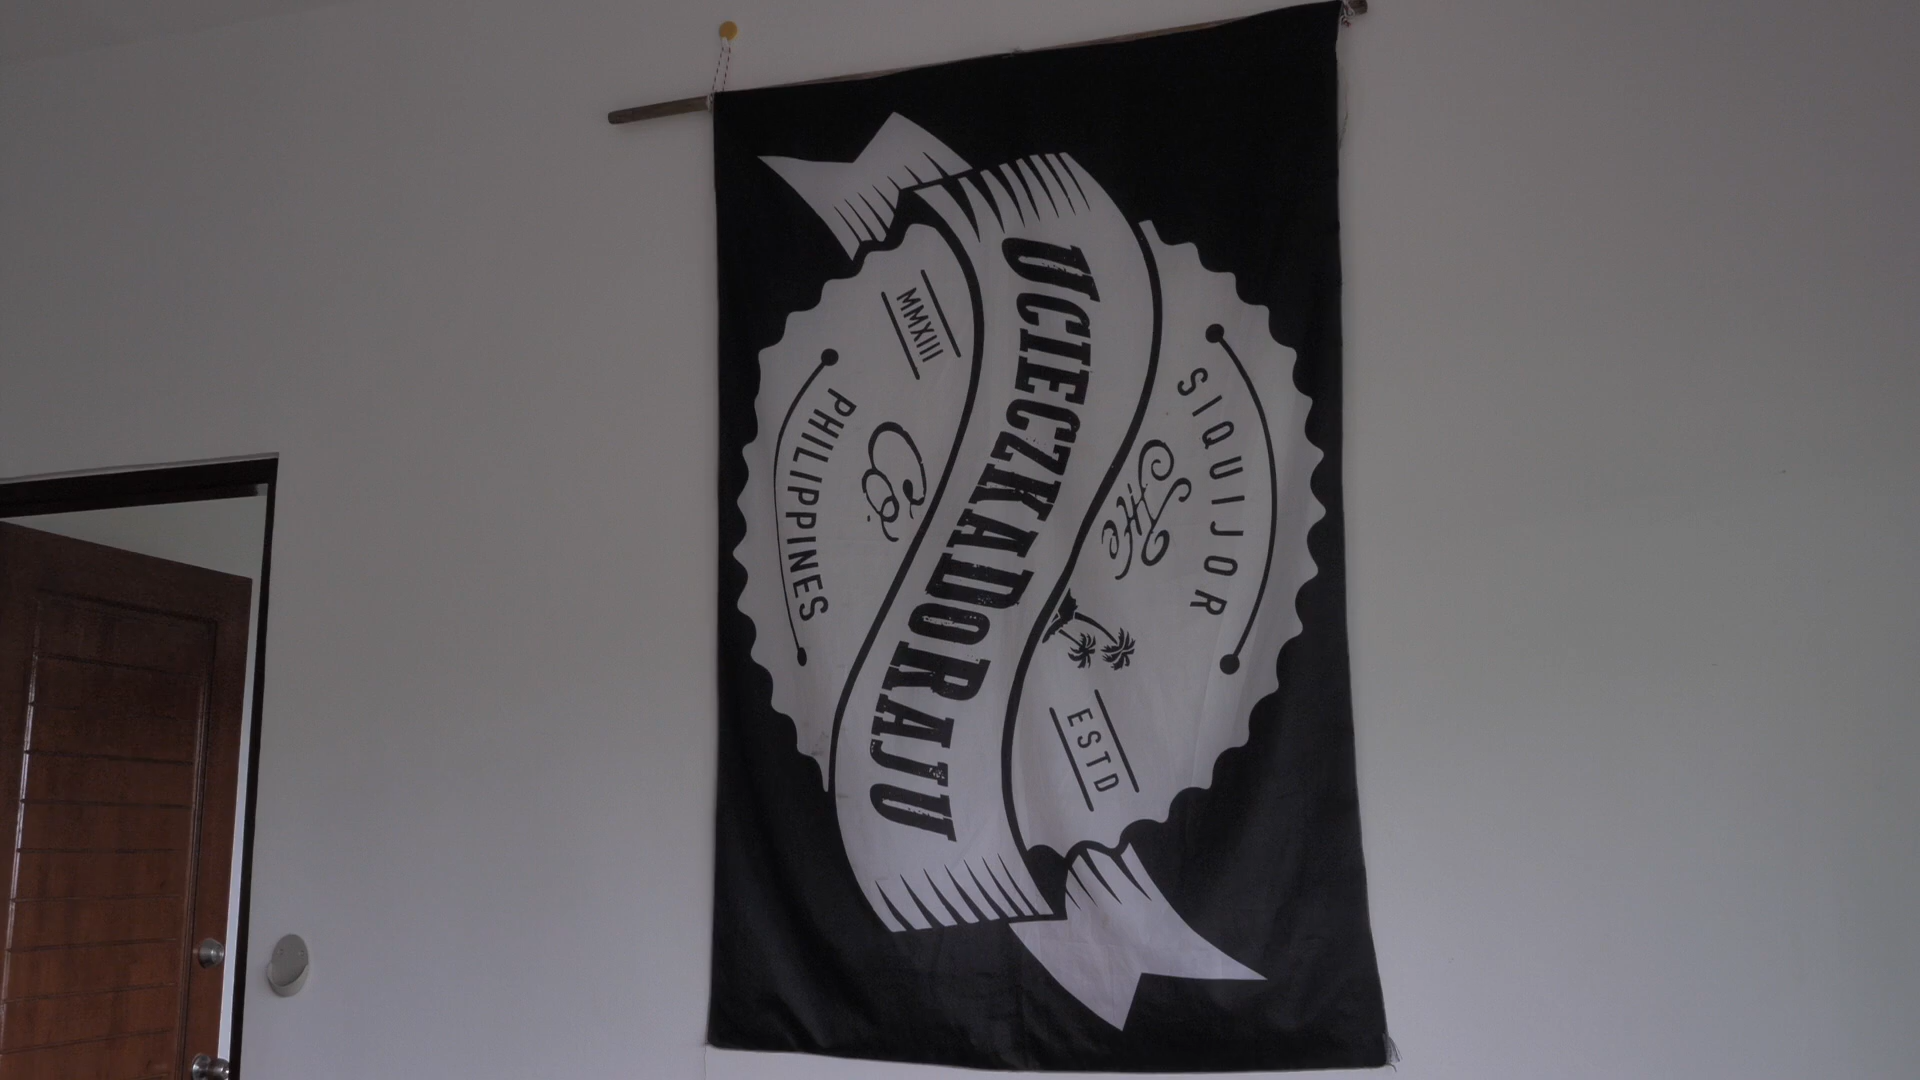 SIQUIJOR
The
ESTD
UCIECZKADORAJU
MMXIII
Co.
PHILIPPINES